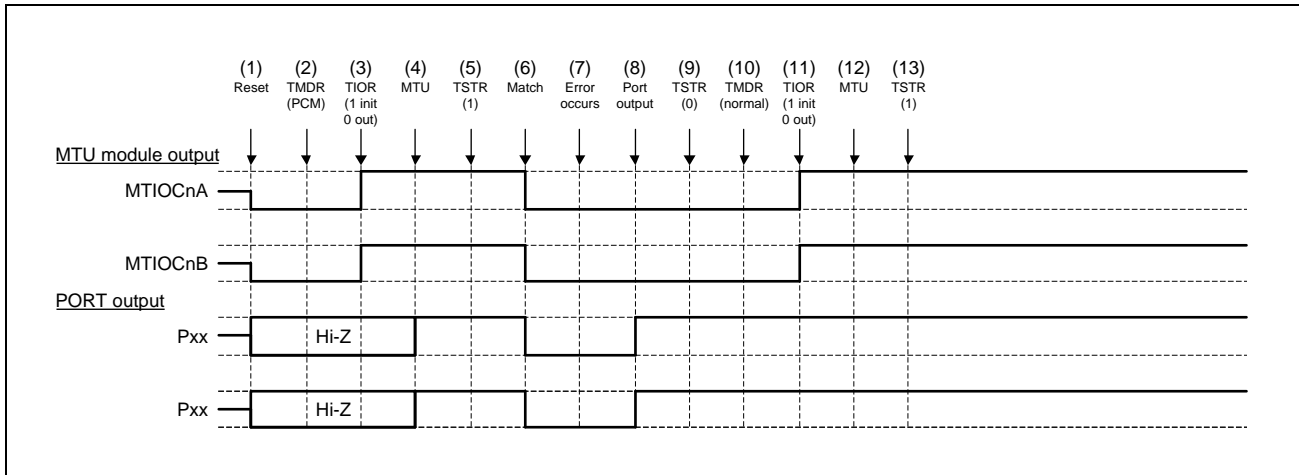 (1) (2) (3) (4) (5) (6) (7) (8) (9) (10) (11) (12) (13)
Reset TMDR TIOR MTU TSTR Match Error Port TSTR TMDR TIOR MTU TSTR
(PCM) (1 init (1) occurs output (0) (normal) (1 init (1)
0 out) 0 out)
MTU module output
MTIOCnA
MTIOCnB
PORT output
Pxx Hi-Z
Pxx Hi-Z